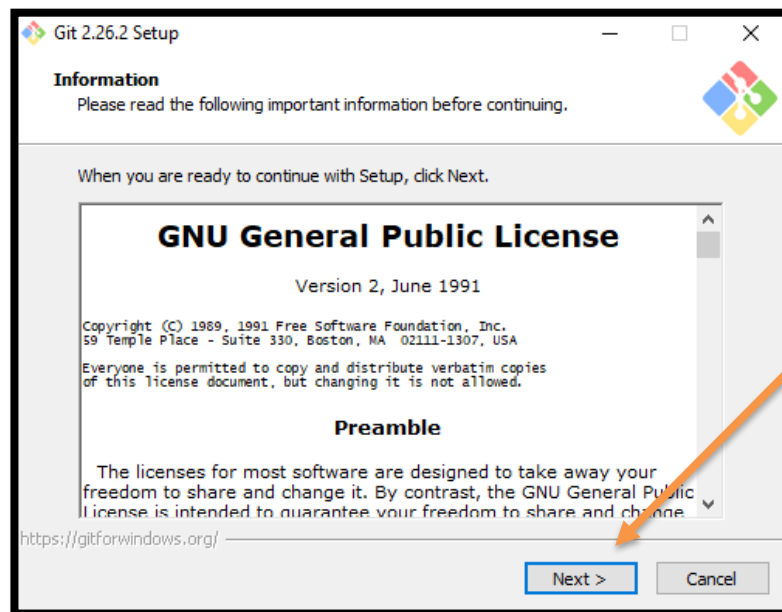 Git 2.26.2 Setup
Information
Please read the following important information before continuing.
When you are ready to continue with Setup, click Next.
GNU General Public License
Version 2, June 1991
Copyright (C) 1989, 1991 Free Software Foundation, Inc.
59 Temple Place - Suite 330, Boston, MA 02111-1307, USA
Everyone is permitted to copy and distribute verbatim copies
of this license document, but changing it is not allowed.
Preamble
The licenses for most software are designed to take away your
freedom to share and change it. By contrast, the GNU General Public
License is intended to guarantee your freedom to share and change
https://gitforwindows.org/
Next >
Cancel